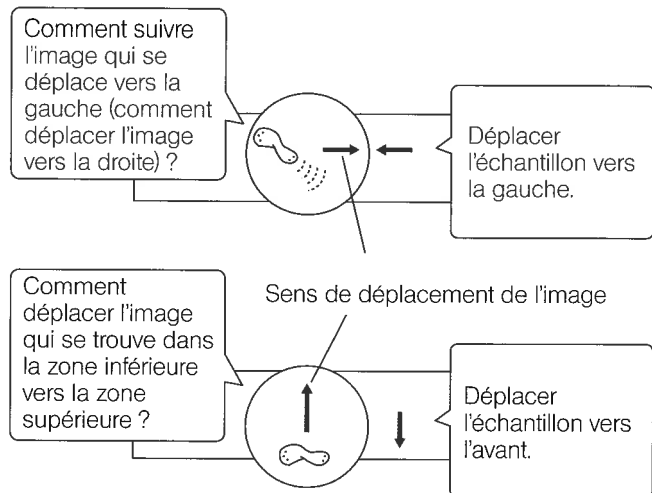 Comment suivre
l'image qui se
déplace vers la
gauche (comment
déplacer l'image
vers la droite) ?
Déplacer
l'échantillon vers
la gauche.
Sens de déplacement de l'image
Comment
déplacer l'image
qui se trouve dans
la zone inférieure
vers la zone
supérieure ?
Déplacer
l'échantillon vers
l'avant.